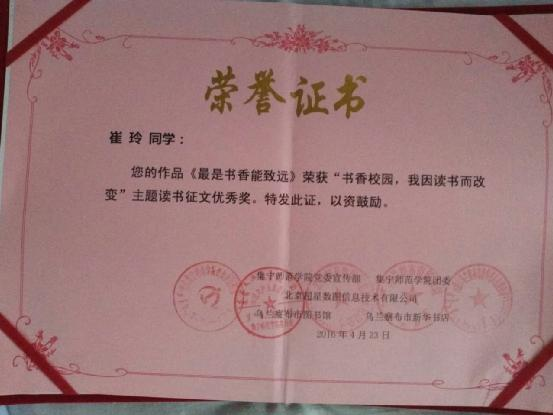 荣誉证书
崔 玲 同学：
您的作品《最是书香能致远》荣获“书香校园，我因读书而改
变”主题读书征文优秀奖。特发此证，以资鼓励。
集宁师范学院党委宣传部 集宁师范学院团委
北京超星数图信息技术有限公司
乌兰察布市图书馆 乌兰察布市新华书店
2016年4月23日